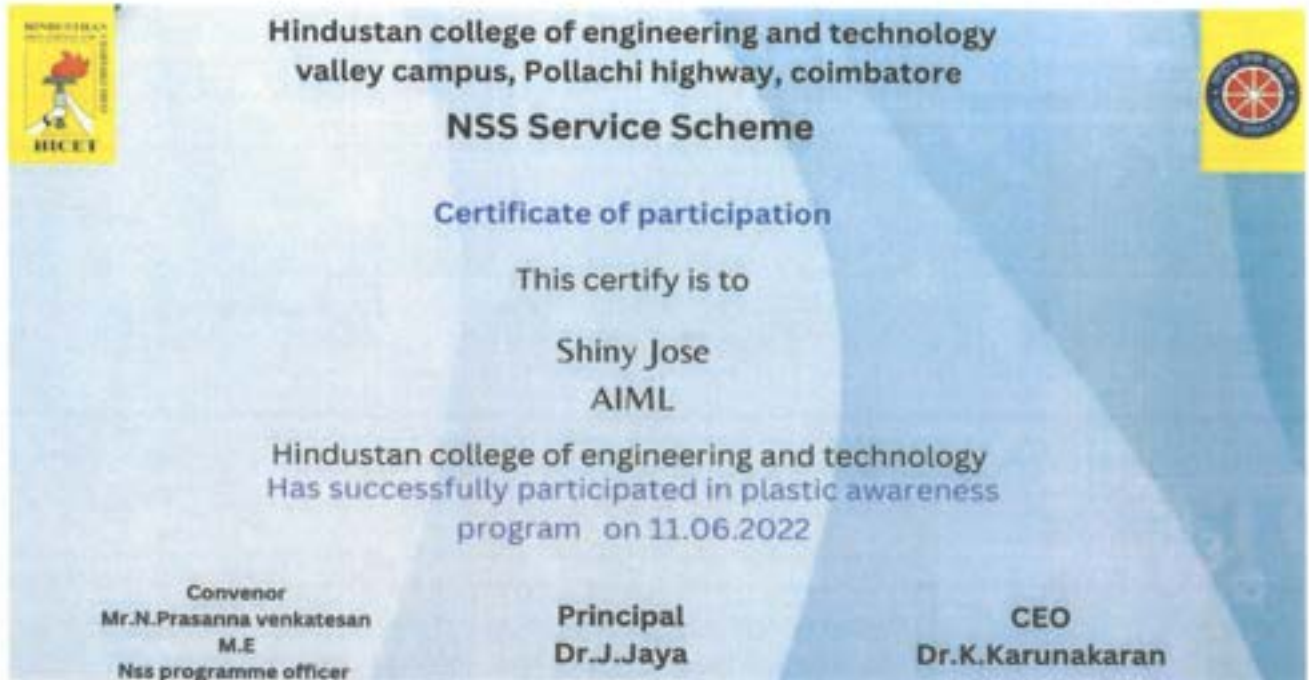 HICET
Hindustan college of engineering and technology
valley campus, Pollachi highway, coimbatore
NSS Service Scheme
Certificate of participation
This certify is to
Shiny Jose
AIML
Hindustan college of engineering and technology
Has successfully participated in plastic awareness
program on 11.06.2022
Convenor
Mr.N.Prasanna venkatesan
M.E
Nss programme officer
Principal
Dr.J.Jaya
CEO
Dr.K.Karunakaran